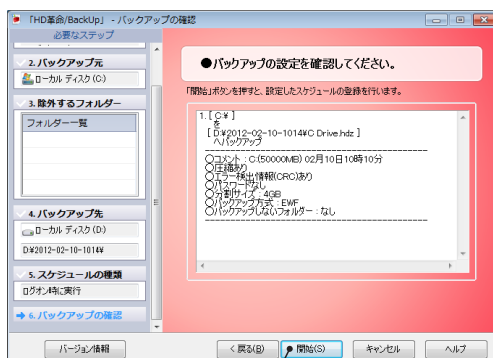 「HD革命/BackUp」 - バックアップの確認
必要なステップ
2. バックアップ元
ローカル ディスク (C:)
3. 除外するフォルダー
フォルダー一覧
4. バックアップ先
ローカル ディスク (D:)
D:¥2012-02-10-1014¥
5. スケジュールの種類
ログオン時に実行
6. バックアップの確認
バージョン情報
●バックアップの設定を確認してください。
「開始」ボタンを押すと、設定したスケジュールの登録を行います。
1. [ C:¥ ]
を
[ D:¥2012-02-10-1014¥C Drive.hdz ]
へバックアップ
----------------------------------------
○コメント : C:(50000MB) 02月10日10時10分
○圧縮あり
○エラー検出情報(CRC)あり
○パスワードなし
○分割サイズ : 4GB
○バックアップ方式 : EWF
○バックアップしないフォルダー : なし
----------------------------------------
< 戻る(B)
開始(S)
キャンセル
ヘルプ